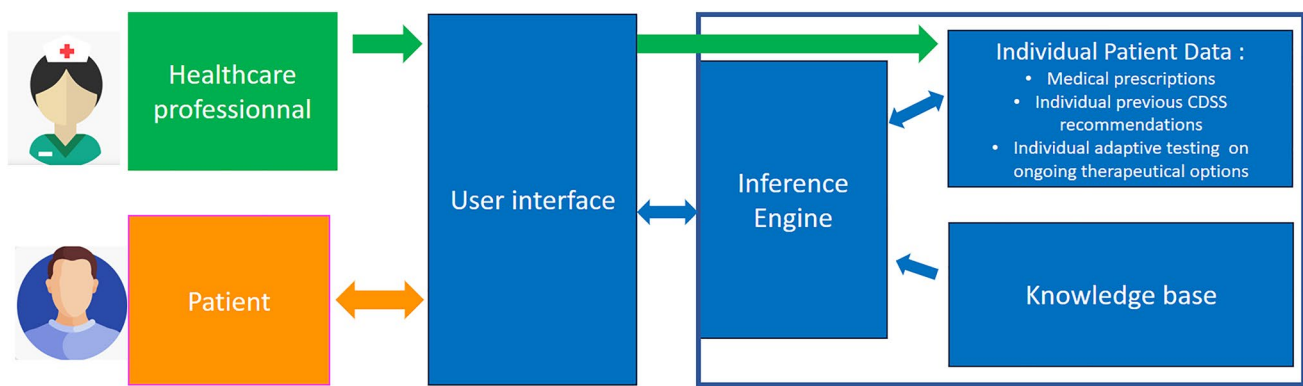 Healthcare
professionnal
Patient
User interface
Inference
Engine
Individual Patient Data :
• Medical prescriptions
• Individual previous CDSS
recommendations
• Individual adaptive testing on
ongoing therapeutical options
Knowledge base